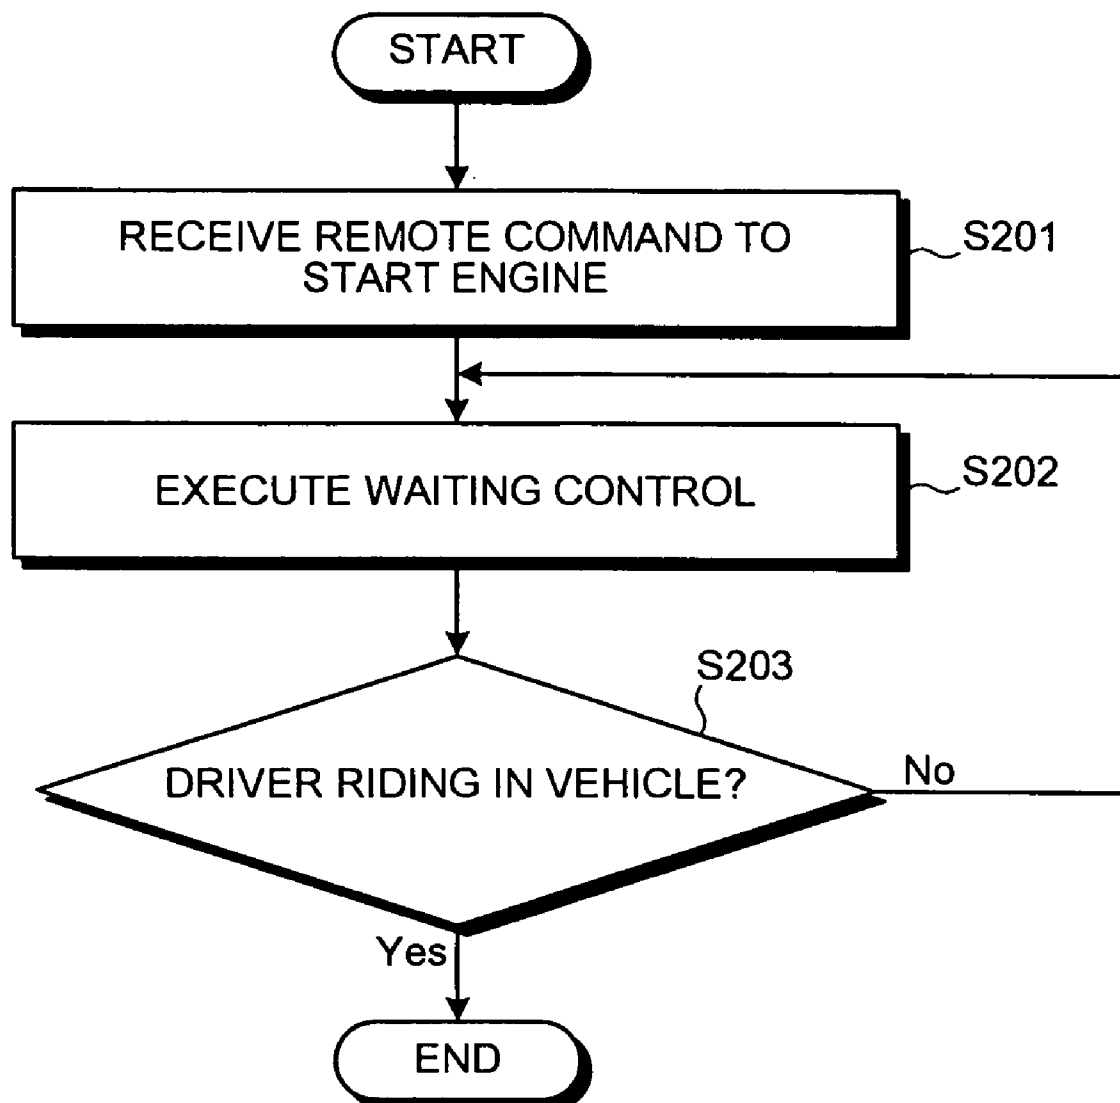 START
RECEIVE REMOTE COMMAND TO
START ENGINE
S201
EXECUTE WAITING CONTROL
S202
S203
DRIVER RIDING IN VEHICLE?
No
Yes
END